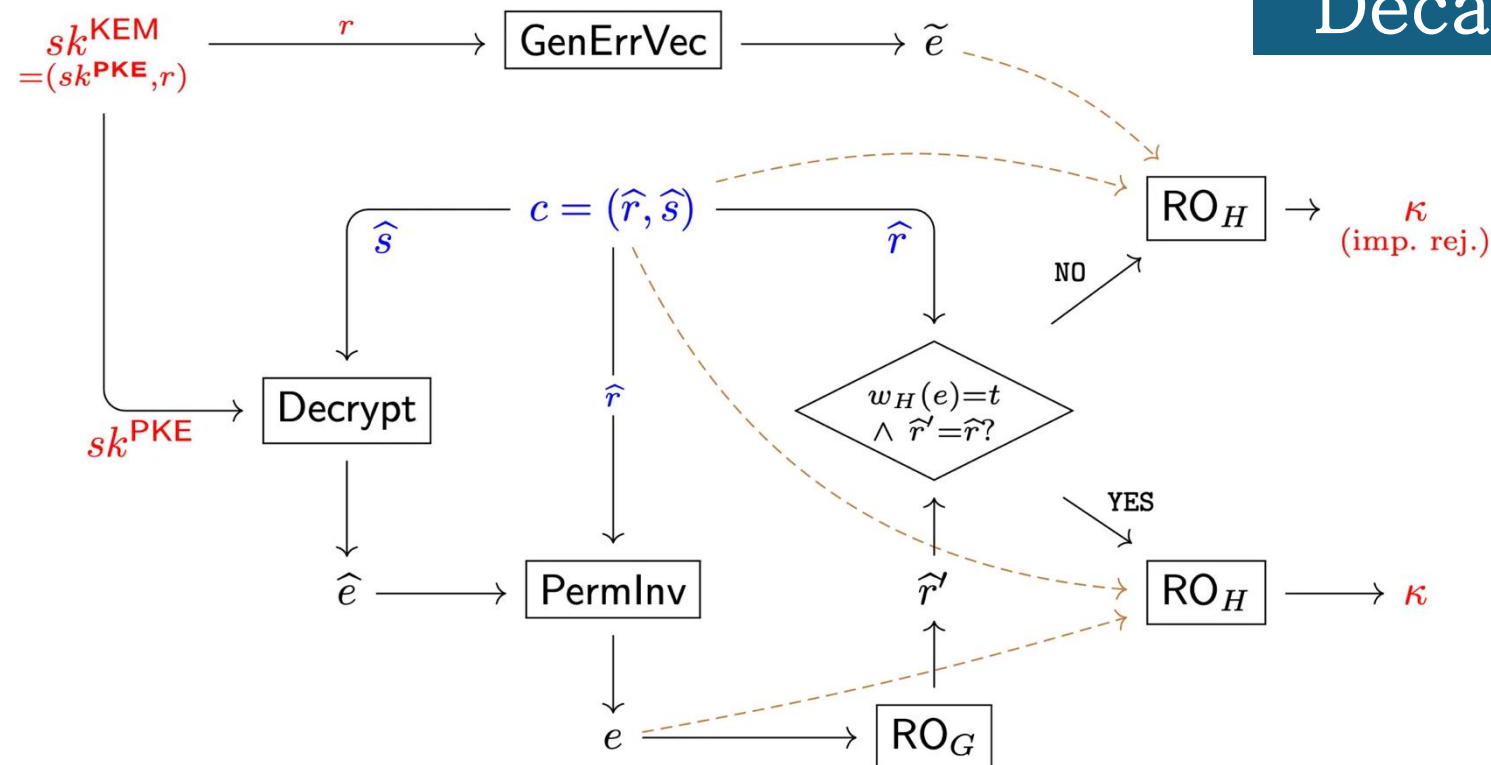 Deca
sk^KEM
=(sk^PKE,r)
r
GenErrVec
ẽ
c = (r̂, ŝ)
ŝ
r̂
RO_H
κ
(imp. rej.)
NO
Decrypt
sk^PKE
r̂
w_H(e)=t
∧ r̂′=r̂?
YES
ê
PermInv
r̂′
RO_H
κ
e
RO_G